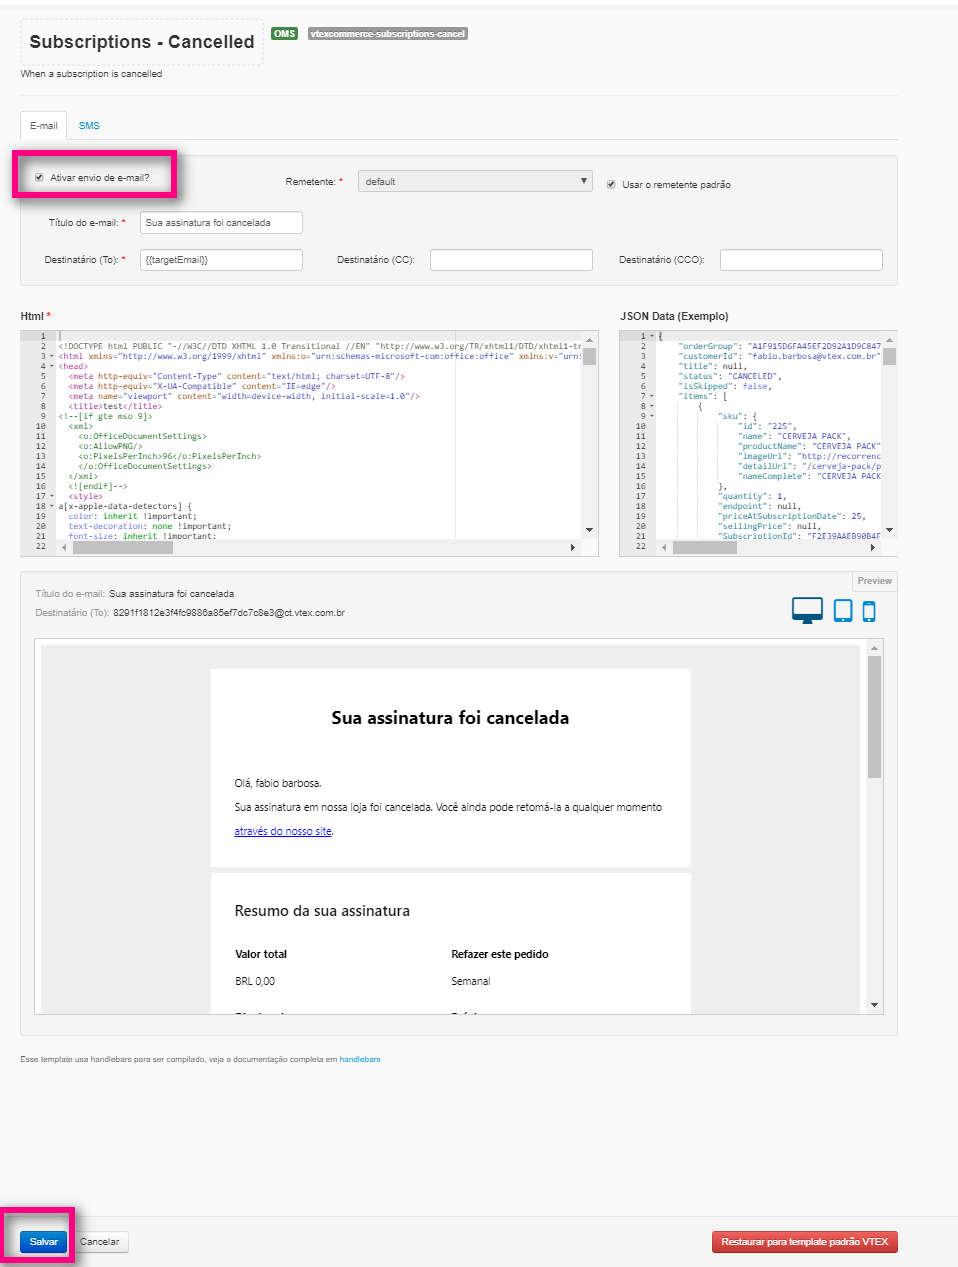 Subscriptions - Cancelled OMS vtexcommerce-subscriptions-cancel
When a subscription is cancelled
E-mail SMS
Ativar envio de e-mail? Remetente: * default Usar o remetente padrão
Título do e-mail: * Sua assinatura foi cancelada
Destinatário (To): * {{targetEmail}} Destinatário (CC): Destinatário (CCO):
Html *
1
2 <!DOCTYPE html PUBLIC "-//W3C//DTD XHTML 1.0 Transitional //EN" "http://www.w3.org/TR/xhtml1/DTD/xhtml1-tr
3 <html xmlns="http://www.w3.org/1999/xhtml" xmlns:o="urn:schemas-microsoft-com:office:office" xmlns:v="urn:
4 <head>
5 <meta http-equiv="Content-Type" content="text/html; charset=UTF-8"/>
6 <meta http-equiv="X-UA-Compatible" content="IE=edge"/>
7 <meta name="viewport" content="width=device-width, initial-scale=1.0"/>
8 <title>test</title>
9 <!--[if gte mso 9]>
10 <xml>
11 <o:OfficeDocumentSettings>
12 <o:AllowPNG/>
13 <o:PixelsPerInch>96</o:PixelsPerInch>
14 </o:OfficeDocumentSettings>
15 </xml>
16 <![endif]-->
17 <style>
18 a[x-apple-data-detectors] {
19 color: inherit !important;
20 text-decoration: none !important;
21 font-size: inherit !important;
22
JSON Data (Exemplo)
1 {
2 "orderGroup": "A1F915D6FA45EF2D92A1D9C847
3 "customerId": "fabio.barbosa@vtex.com.br"
4 "title": null,
5 "status": "CANCELED",
6 "isSkipped": false,
7 "items": [
8 {
9 "sku": {
10 "id": "225",
11 "name": "CERVEJA PACK",
12 "productName": "CERVEJA PACK"
13 "imageUrl": "http://recorrenc
14 "detailUrl": "/cerveja-pack/p
15 "nameComplete": "CERVEJA PACK
16 },
17 "quantity": 1,
18 "endpoint": null,
19 "priceAtSubscriptionDate": 25,
20 "sellingPrice": null,
21 "SubscriptionId": "F2E39AAEB90B4F
22
Preview
Título do e-mail: Sua assinatura foi cancelada
Destinatário (To): 8291f1812e3f4fc9886a85ef7dc7c8e3@ct.vtex.com.br
Sua assinatura foi cancelada
Olá, fabio barbosa.
Sua assinatura em nossa loja foi cancelada. Você ainda pode retomá-la a qualquer momento
através do nosso site.
Resumo da sua assinatura
Valor total Refazer este pedido
BRL 0,00 Semanal
Esse template usa handlebars para ser compilado, veja a documentação completa em handlebars
Salvar Cancelar Restaurar para template padrão VTEX